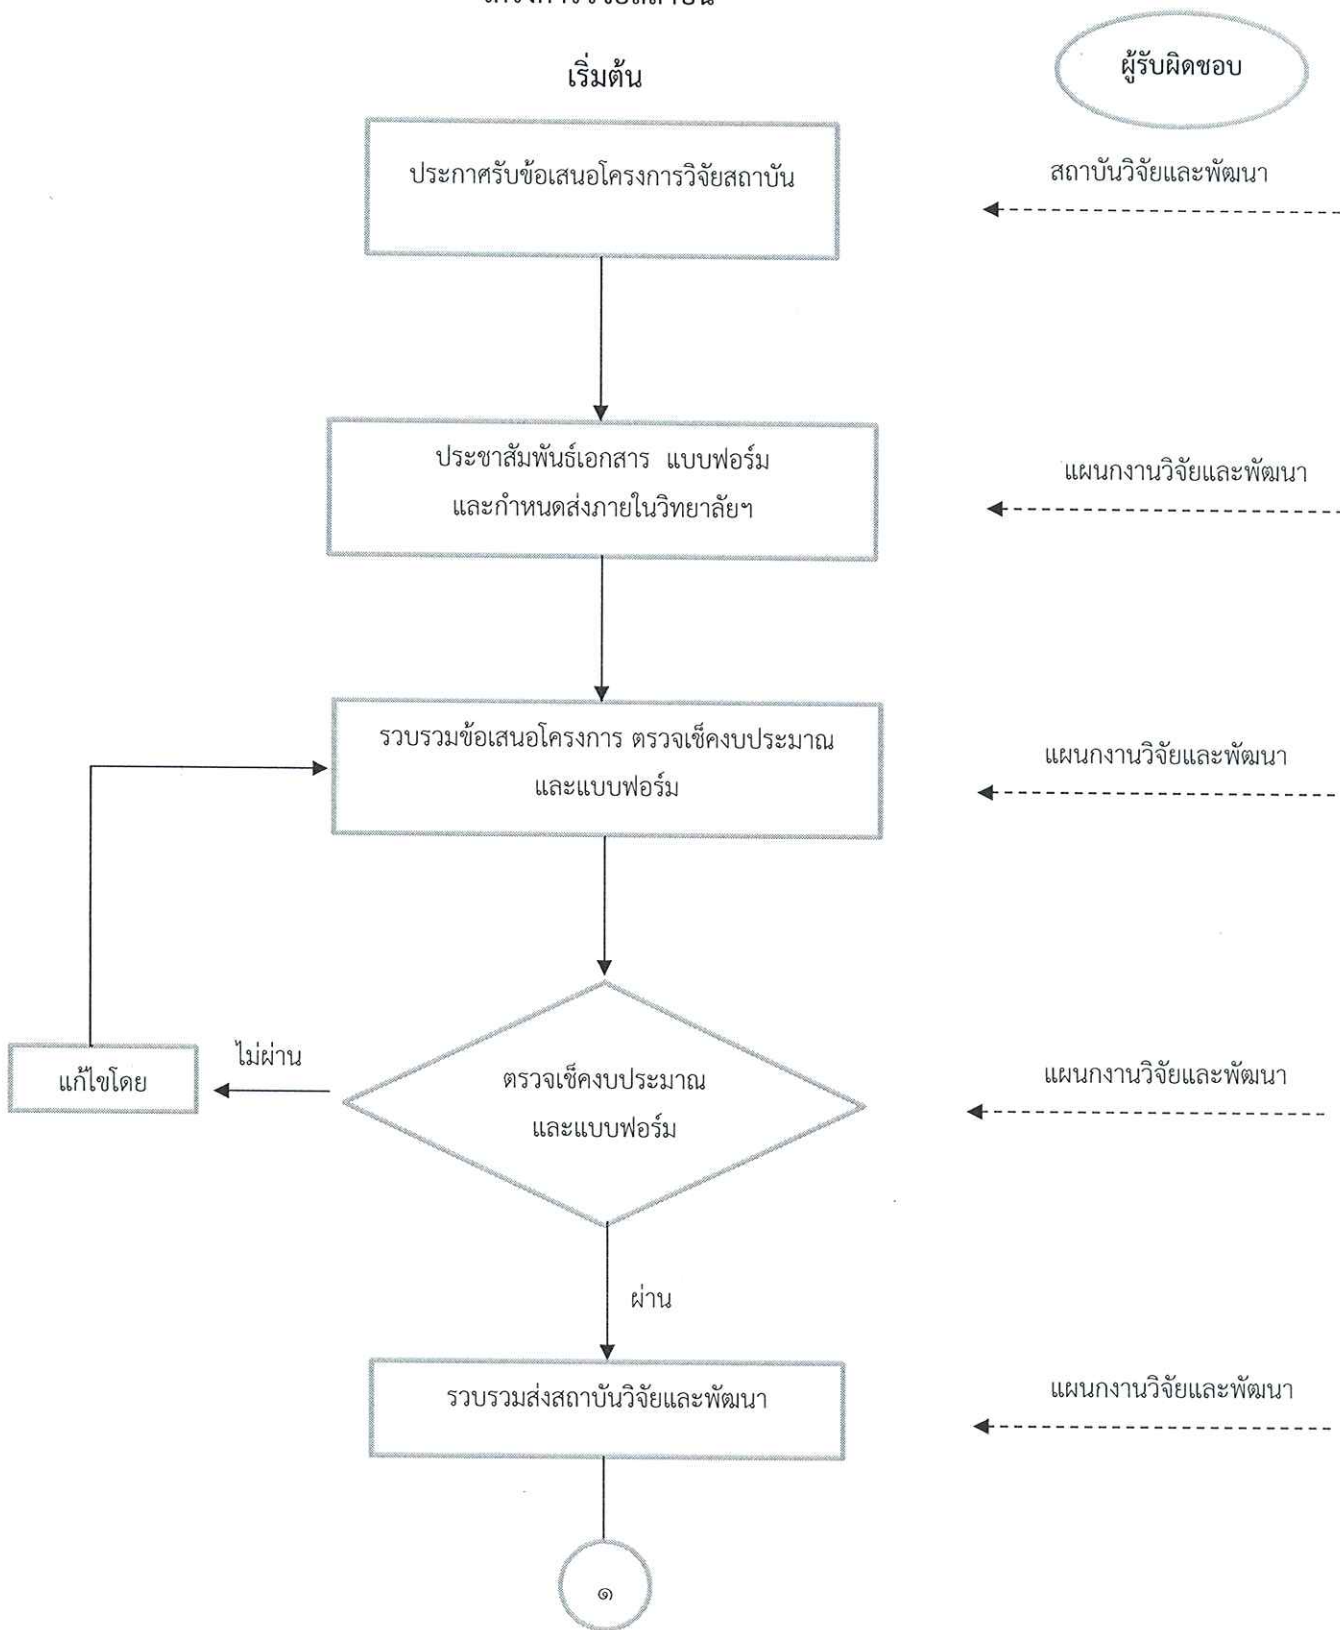 เริ่มต้น
ผู้รับผิดชอบ
ประกาศรับข้อเสนอโครงการวิจัยสถาบัน
สถาบันวิจัยและพัฒนา
ประชาสัมพันธ์เอกสาร แบบฟอร์ม
และกำหนดส่งภายในวิทยาลัยฯ
แผนกงานวิจัยและพัฒนา
รวบรวมข้อเสนอโครงการ ตรวจเช็คงบประมาณ
และแบบฟอร์ม
แผนกงานวิจัยและพัฒนา
ไม่ผ่าน
แก้ไขโดย
ตรวจเช็คงบประมาณ
และแบบฟอร์ม
แผนกงานวิจัยและพัฒนา
ผ่าน
รวบรวมส่งสถาบันวิจัยและพัฒนา
แผนกงานวิจัยและพัฒนา
๑